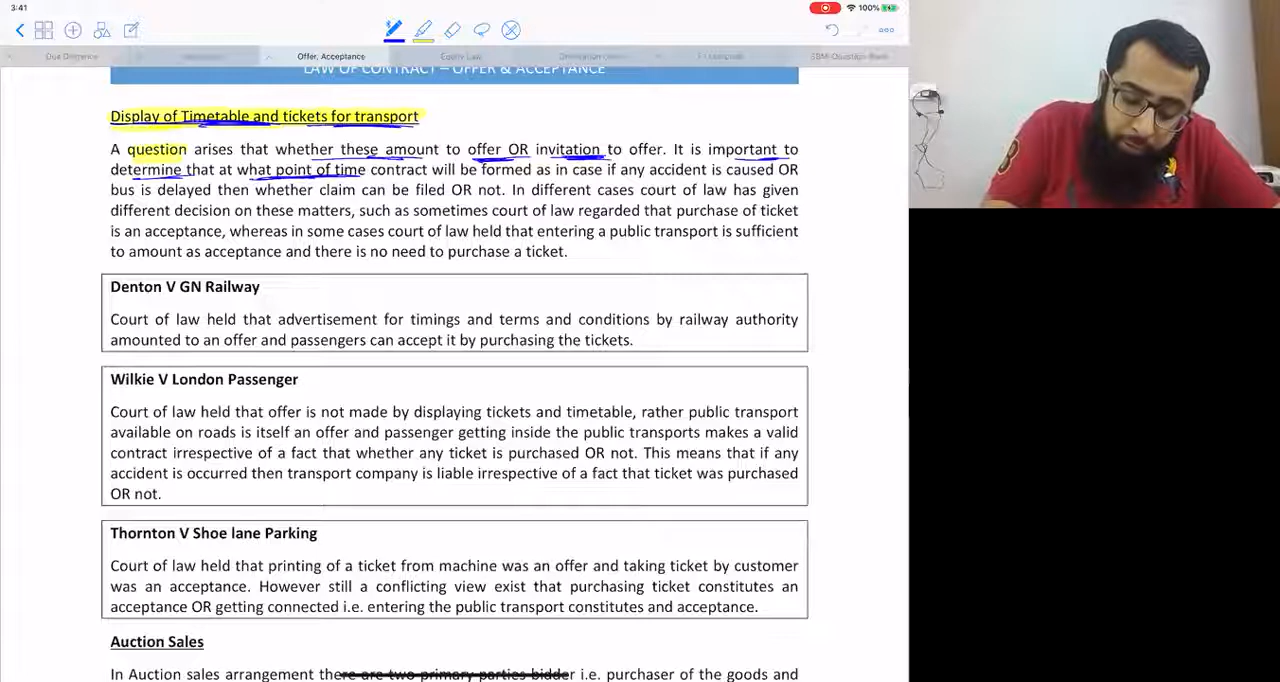 3:41
100%
Due Diligence
Offer, Acceptance
Equity Law
SBM-Question Bank
LAW OF CONTRACT – OFFER & ACCEPTANCE
Display of Timetable and tickets for transport
A question arises that whether these amount to offer OR invitation to offer. It is important to
determine that at what point of time contract will be formed as in case if any accident is caused OR
bus is delayed then whether claim can be filed OR not. In different cases court of law has given
different decision on these matters, such as sometimes court of law regarded that purchase of ticket
is an acceptance, whereas in some cases court of law held that entering a public transport is sufficient
to amount as acceptance and there is no need to purchase a ticket.
Denton V GN Railway
Court of law held that advertisement for timings and terms and conditions by railway authority
amounted to an offer and passengers can accept it by purchasing the tickets.
Wilkie V London Passenger
Court of law held that offer is not made by displaying tickets and timetable, rather public transport
available on roads is itself an offer and passenger getting inside the public transports makes a valid
contract irrespective of a fact that whether any ticket is purchased OR not. This means that if any
accident is occurred then transport company is liable irrespective of a fact that ticket was purchased
OR not.
Thornton V Shoe lane Parking
Court of law held that printing of a ticket from machine was an offer and taking ticket by customer
was an acceptance. However still a conflicting view exist that purchasing ticket constitutes an
acceptance OR getting connected i.e. entering the public transport constitutes and acceptance.
Auction Sales
In Auction sales arrangement there are two primary parties bidder i.e. purchaser of the goods and